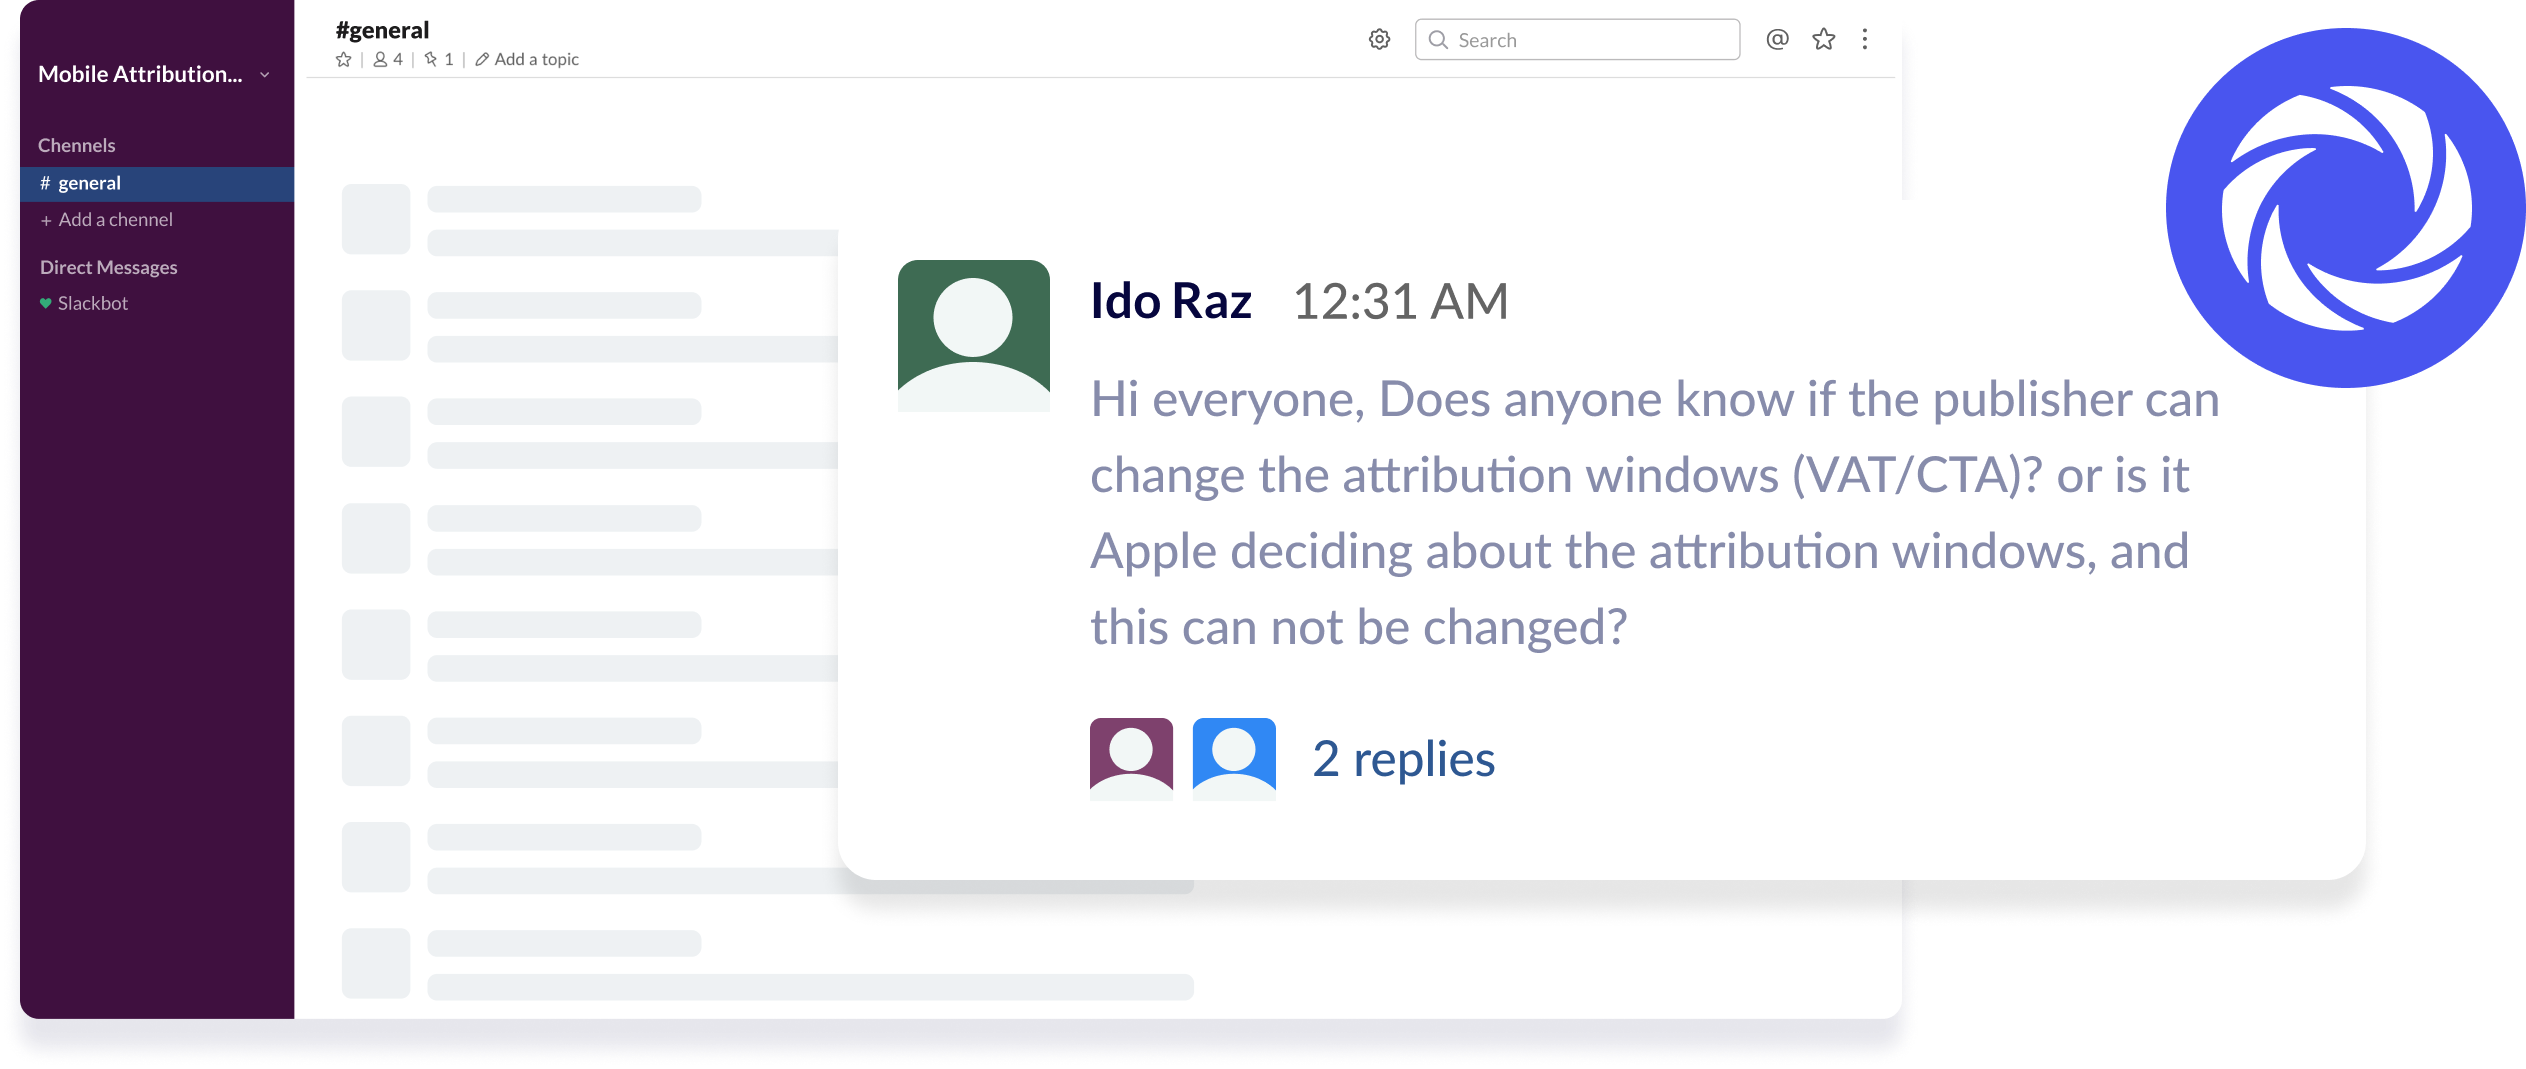 Mobile Attribution...
Chennels
# general
+ Add a channel
Direct Messages
Slackbot
#general
4 | 1 | Add a topic
Search
@
Ido Raz 12:31 AM
Hi everyone, Does anyone know if the publisher can
change the attribution windows (VAT/CTA)? or is it
Apple deciding about the attribution windows, and
this can not be changed?
2 replies